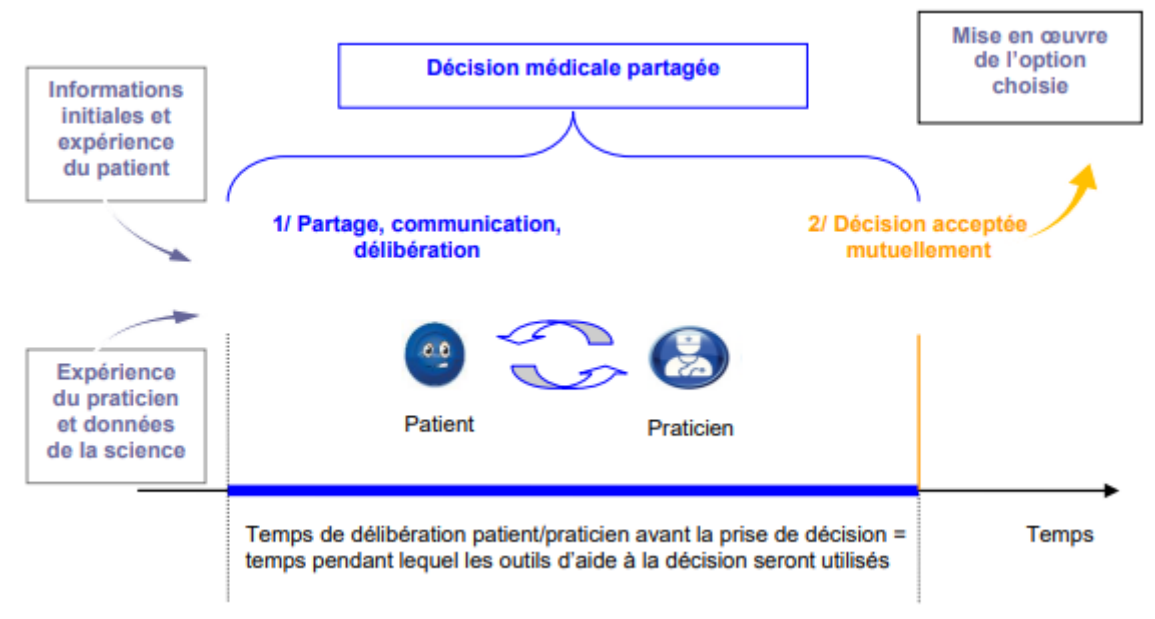 Décision médicale partagée
Mise en œuvre
de l'option
choisie
Informations
initiales et
expérience
du patient
1/ Partage, communication,
délibération
2/ Décision acceptée
mutuellement
Expérience
du praticien
et données
de la science
Patient
Praticien
Temps de délibération patient/praticien avant la prise de décision =
temps pendant lequel les outils d'aide à la décision seront utilisés
Temps